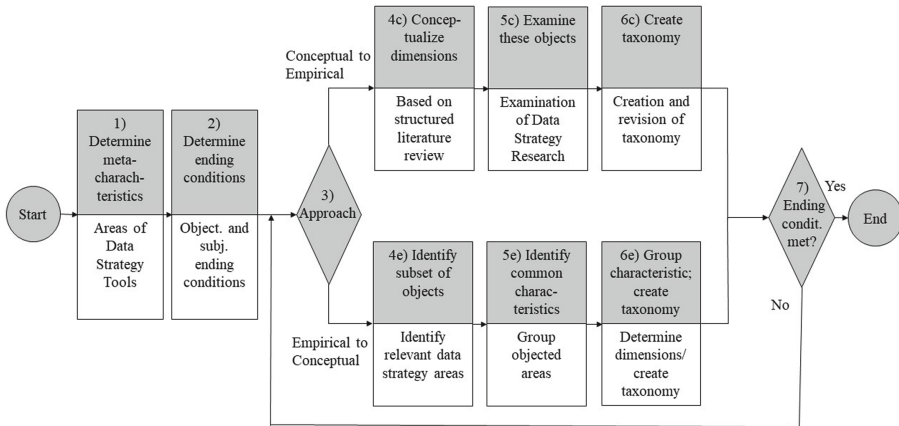 Start
1)
Determine
meta-
charach-
teristics
Areas of
Data
Strategy
Tools
2)
Determine
ending
conditions
Object. and
subj.
ending
conditions
3)
Approach
Conceptual to
Empirical
4c) Concep-
tualize
dimensions
Based on
structured
literature
review
5c) Examine
these objects
Examination
of Data
Strategy
Research
6c) Create
taxonomy
Creation and
revision of
taxonomy
Empirical to
Conceptual
4e) Identify
subset of
objects
Identify
relevant data
strategy areas
5e) Identify
common
charac-
teristics
Group
objected
areas
6e) Group
characteristic;
create
taxonomy
Determine
dimensions/
create
taxonomy
7)
Ending
condit.
met?
Yes
No
End